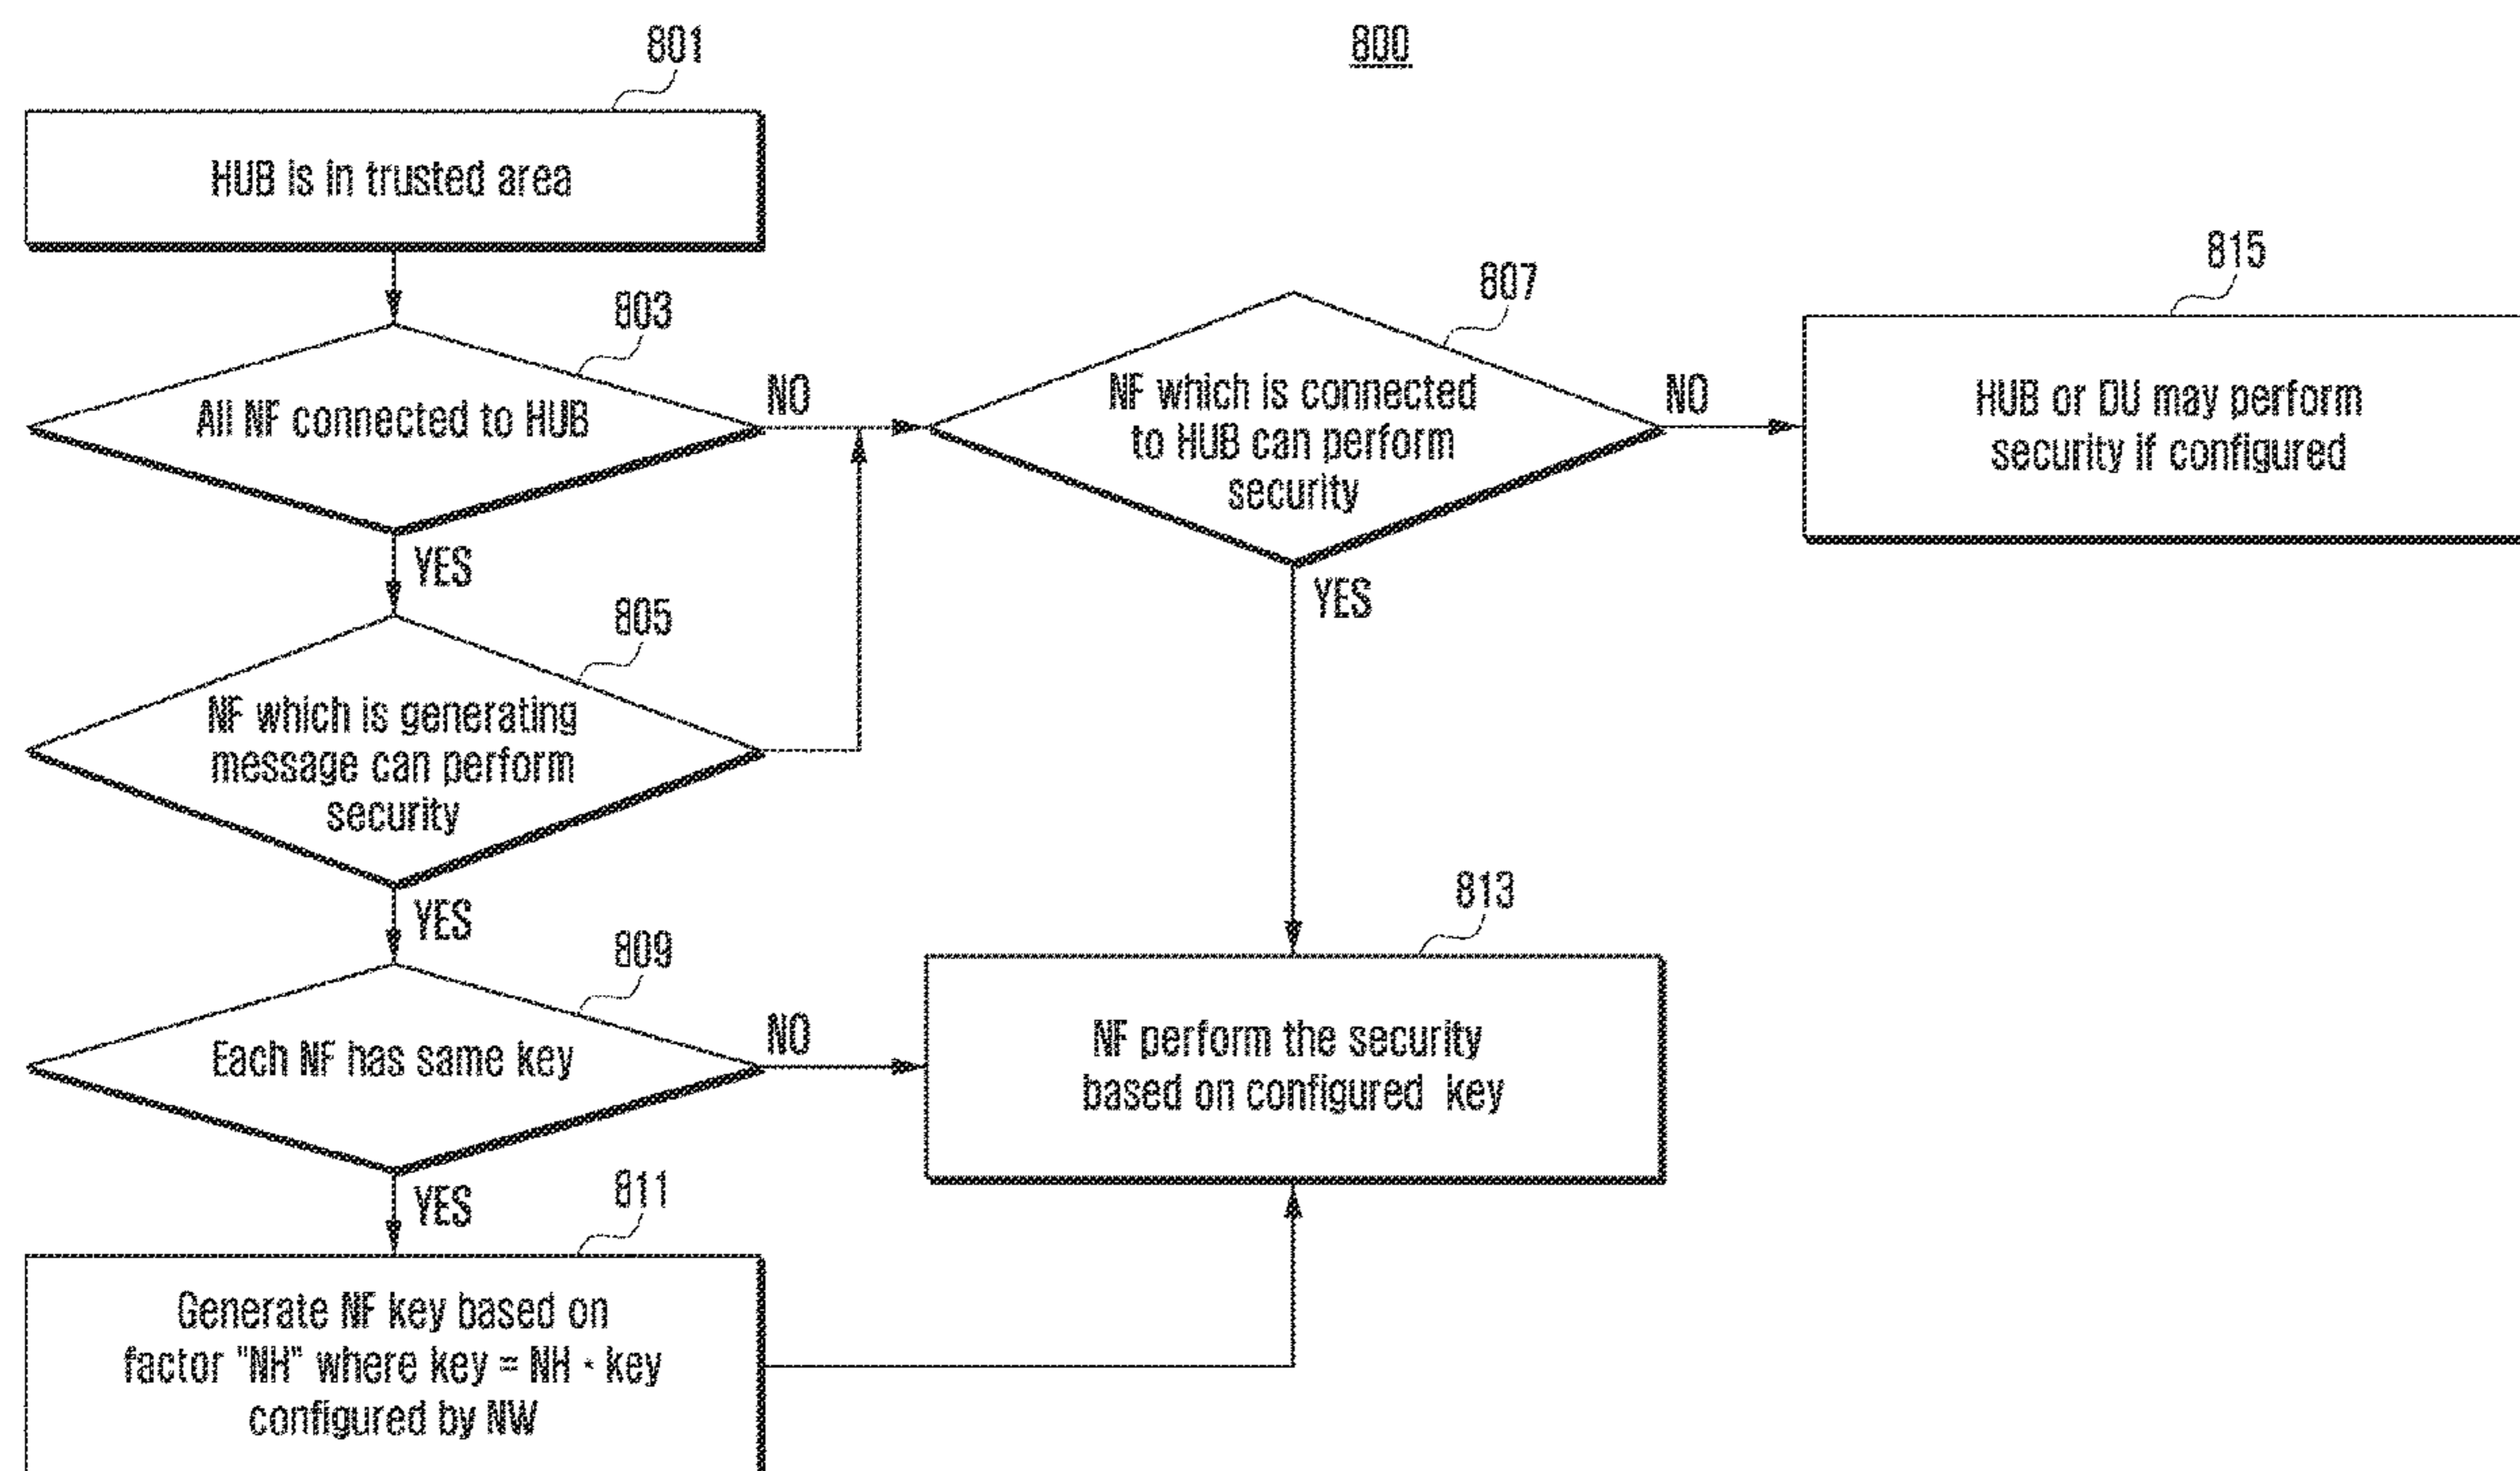 800
801
HUB is in trusted area
803
All NF connected to HUB
NO
YES
807
NF which is connected
to HUB can perform
security
NO
YES
815
HUB or DU may perform
security if configured
805
NF which is generating
message can perform
security
YES
809
Each NF has same key
NO
YES
813
NF perform the security
based on configured key
811
Generate NF key based on
factor "NH" where key = NH * key
configured by NW